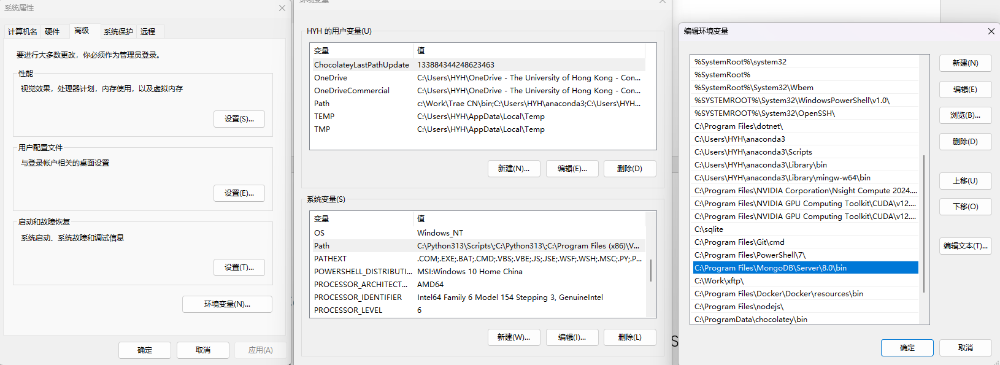 系统属性
计算机名 硬件 高级 系统保护 远程
要进行大多数更改，你必须作为管理员登录。
性能
视觉效果，处理器计划，内存使用，以及虚拟内存
设置(S)...
用户配置文件
与登录帐户相关的桌面设置
设置(E)...
启动和故障恢复
系统启动、系统故障和调试信息
设置(T)...
环境变量(N)...
确定 取消 应用(A)
环境变量
HYH 的用户变量(U)
变量 值
ChocolateyLastPathUpdate 133884344248623463
OneDrive C:\Users\HYH\OneDrive - The University of Hong Kong - Con...
OneDriveCommercial C:\Users\HYH\OneDrive - The University of Hong Kong - Con...
Path c:\Work\Trae CN\bin;C:\Users\HYH\anaconda3;C:\Users\HYH...
TEMP C:\Users\HYH\AppData\Local\Temp
TMP C:\Users\HYH\AppData\Local\Temp
新建(N)... 编辑(E)... 删除(D)
系统变量(S)
变量 值
OS Windows_NT
Path C:\Python313\Scripts\;C:\Python313\;C:\Program Files (x86)\V...
PATHEXT .COM;.EXE;.BAT;.CMD;.VBS;.VBE;.JS;.JSE;.WSF;.WSH;.MSC;.PY;.P...
POWERSHELL_DISTRIBUTI... MSI:Windows 10 Home China
PROCESSOR_ARCHITECT... AMD64
PROCESSOR_IDENTIFIER Intel64 Family 6 Model 154 Stepping 3, GenuineIntel
PROCESSOR_LEVEL 6
新建(W)... 编辑(I)... 删除(L)
S
编辑环境变量
%SystemRoot%\system32
%SystemRoot%
%SystemRoot%\System32\Wbem
%SYSTEMROOT%\System32\WindowsPowerShell\v1.0\
%SYSTEMROOT%\System32\OpenSSH\
C:\Program Files\dotnet\
C:\Users\HYH\anaconda3
C:\Users\HYH\anaconda3\Scripts
C:\Users\HYH\anaconda3\Library\bin
C:\Users\HYH\anaconda3\Library\mingw-w64\bin
C:\Program Files\NVIDIA Corporation\Nsight Compute 2024....
C:\Program Files\NVIDIA GPU Computing Toolkit\CUDA\v12....
C:\Program Files\NVIDIA GPU Computing Toolkit\CUDA\v12....
C:\sqlite
C:\Program Files\Git\cmd
C:\Program Files\PowerShell\7\
C:\Program Files\MongoDB\Server\8.0\bin
C:\Work\xftp\
C:\Program Files\Docker\Docker\resources\bin
C:\Program Files\nodejs\
C:\ProgramData\chocolatey\bin
新建(N)
编辑(E)
浏览(B)...
删除(D)
上移(U)
下移(O)
编辑文本(T)...
确定 取消